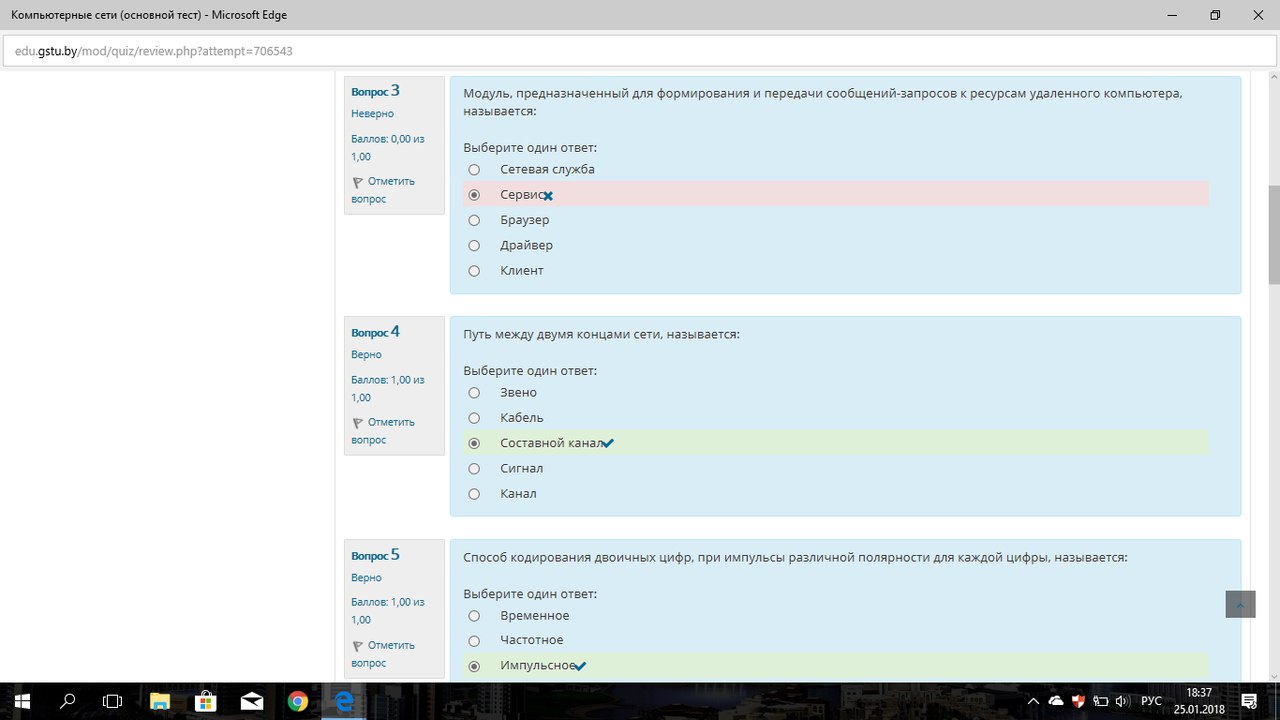 Компьютерные сети (основной тест) - Microsoft Edge
edu.gstu.by/mod/quiz/review.php?attempt=706543
Вопрос 3
Неверно
Баллов: 0,00 из
1,00
Отметить
вопрос
Модуль, предназначенный для формирования и передачи сообщений-запросов к ресурсам удаленного компьютера,
называется:
Выберите один ответ:
Сетевая служба
Сервис
Браузер
Драйвер
Клиент
Вопрос 4
Верно
Баллов: 1,00 из
1,00
Отметить
вопрос
Путь между двумя концами сети, называется:
Выберите один ответ:
Звено
Кабель
Составной канал
Сигнал
Канал
Вопрос 5
Верно
Баллов: 1,00 из
1,00
Отметить
вопрос
Способ кодирования двоичных цифр, при импульсы различной полярности для каждой цифры, называется:
Выберите один ответ:
Временное
Частотное
Импульсное
РУС
18:37
25.01.2018